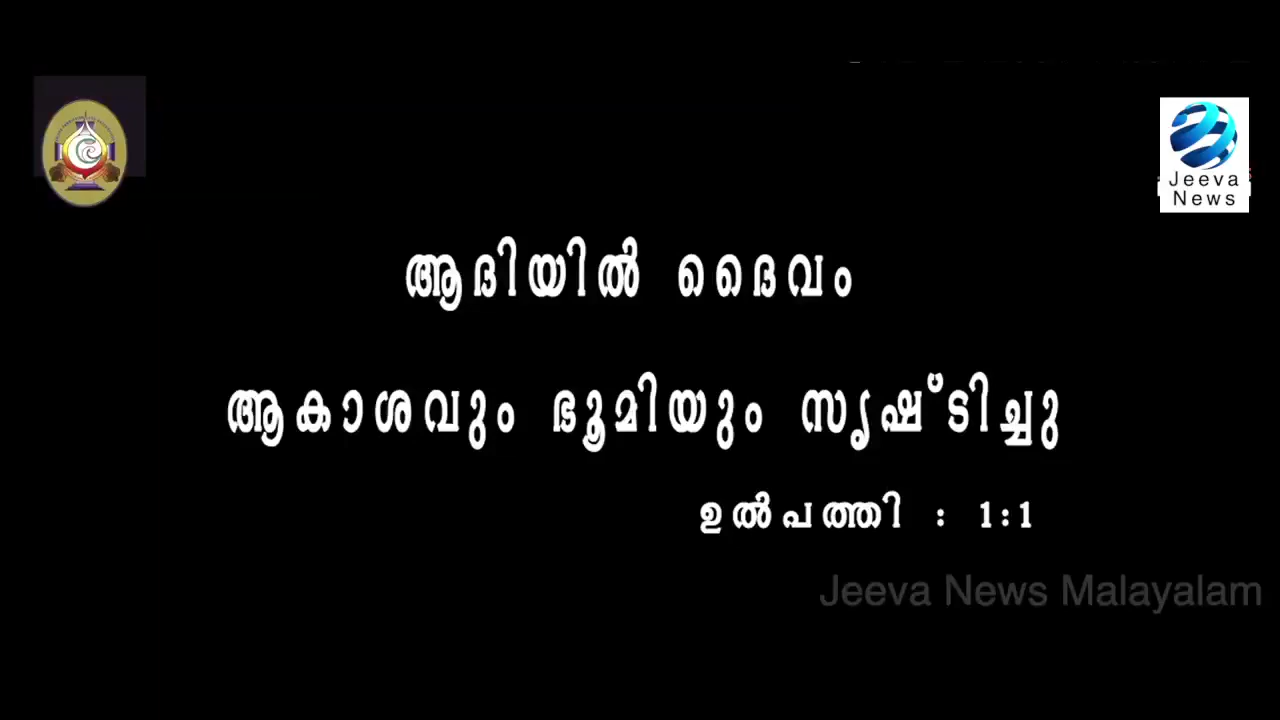 Jeeva
News
ആദിയിൽ ദൈവം
ആകാശവും ഭൂമിയും സൃഷ്ടിച്ചു
ഉൽപത്തി : 1:1
Jeeva News Malayalam